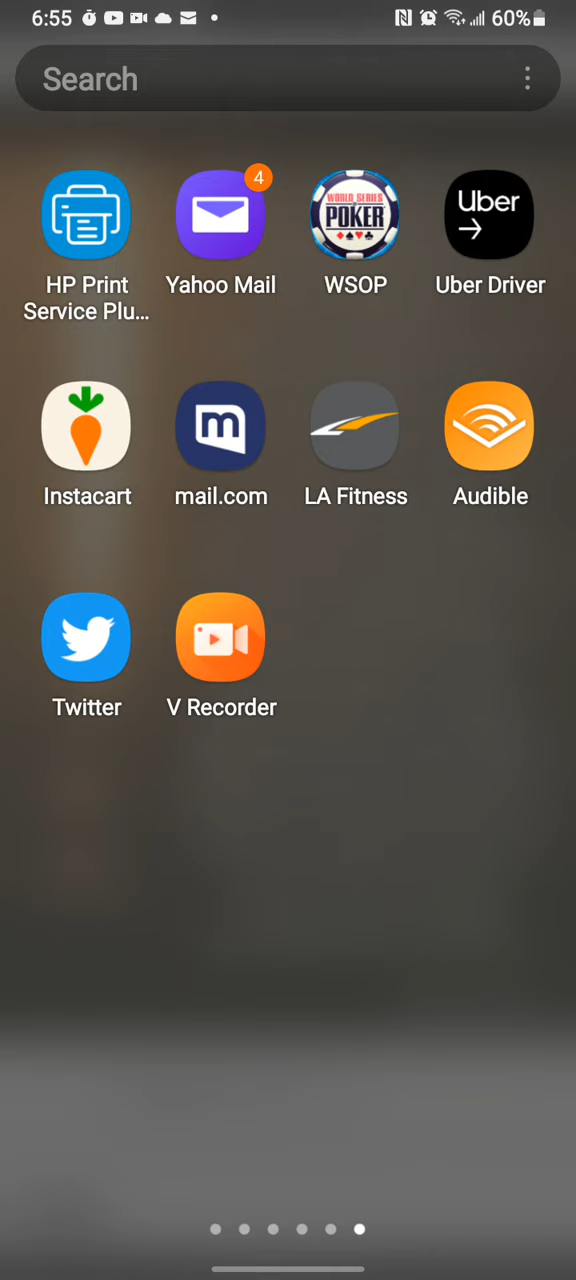 6:55
60%
Search
4
WORLD SERIES
OF
POKER
Uber
HP Print
Service Plu...
Yahoo Mail
WSOP
Uber Driver
m
Instacart
mail.com
LA Fitness
Audible
Twitter
V Recorder